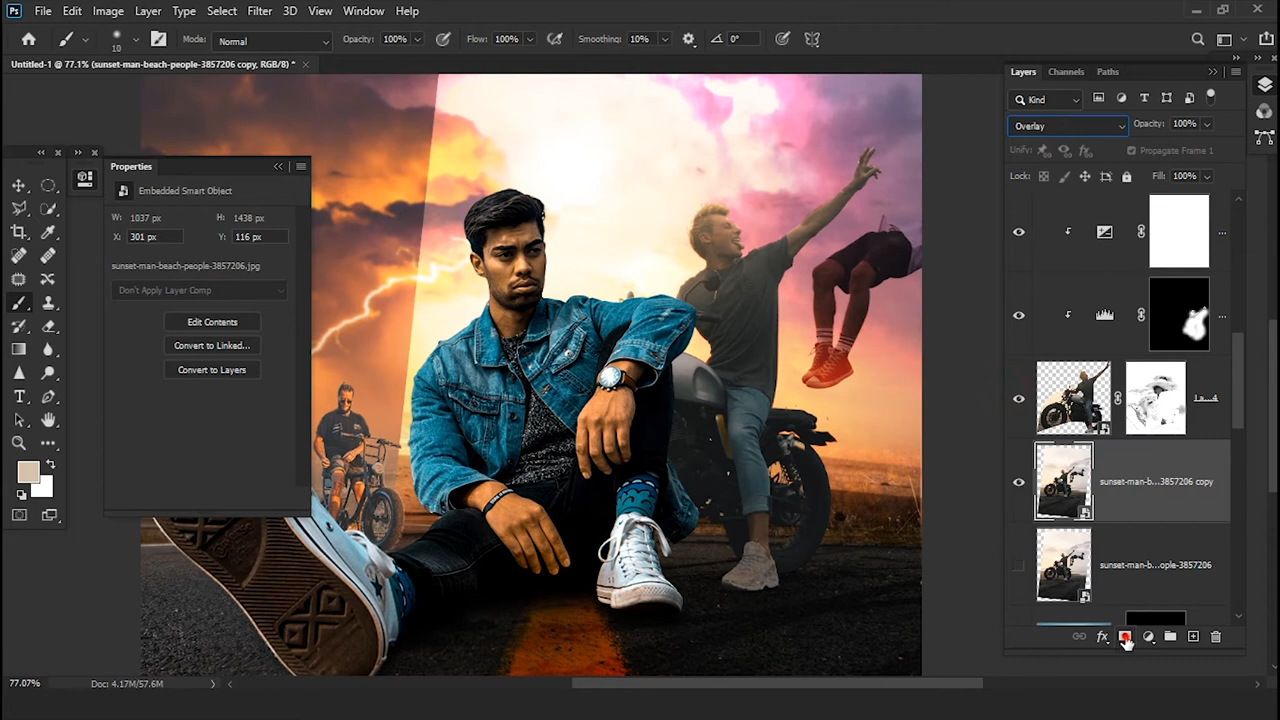 Ps File Edit Image Layer Type Select Filter 3D View Window Help
10 Mode: Normal Opacity: 100% Flow: 100% Smoothing: 10% 0°
Untitled-1 @ 77.1% (sunset-man-beach-people-3857206 copy, RGB/8) * ×
Properties
Embedded Smart Object
W: 1037 px H: 1438 px
X: 301 px Y: 116 px
sunset-man-beach-people-3857206.jpg
Don't Apply Layer Comp
Edit Contents
Convert to Linked...
Convert to Layers
Layers Channels Paths
Kind
Overlay Opacity: 100%
Unify: Propagate Frame 1
Lock: Fill: 100%
La...4
sunset-man-b...3857206 copy
sunset-man-b...ople-3857206
fx
77.07% Doc: 4.17M/57.6M